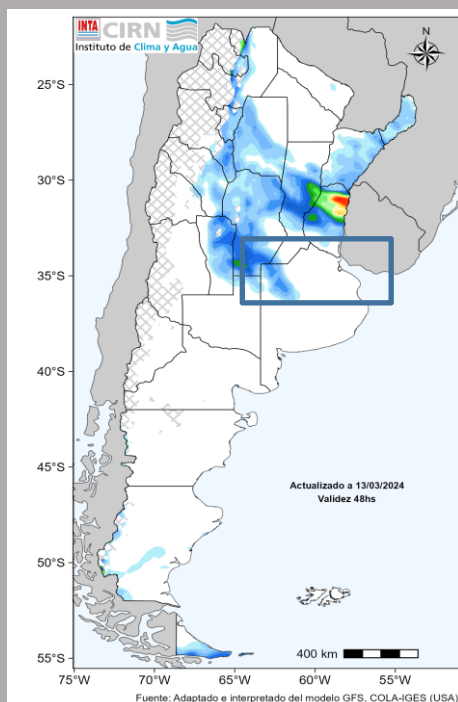 INTA CIRN
Instituto de Clima y Agua
25°S
30°S
35°S
40°S
45°S
50°S
55°S
Actualizado a 13/03/2024
Validez 48hs
400 km
75°W 70°W 65°W 60°W 55°W
Fuente: Adaptado e interpretado del modelo GFS, COLA-IGES (USA)